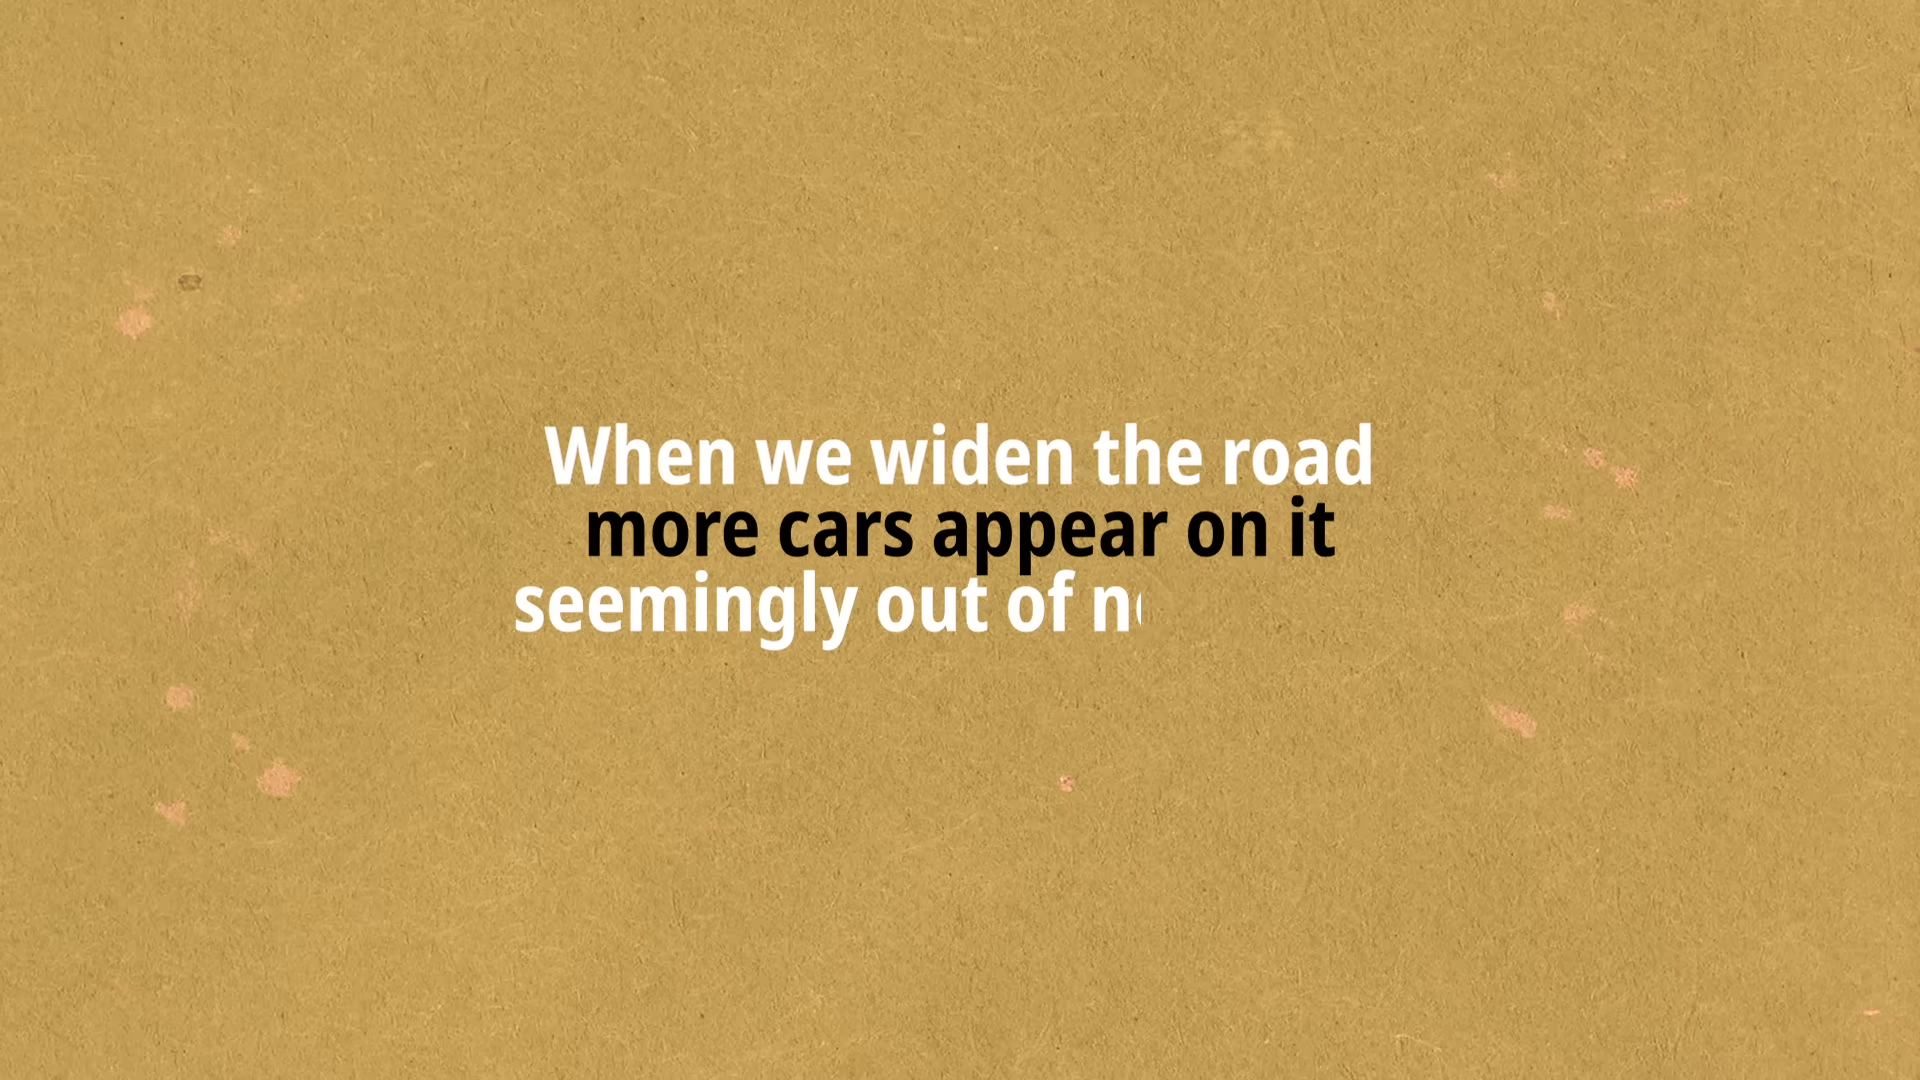 When we widen the road
more cars appear on it
seemingly out of n